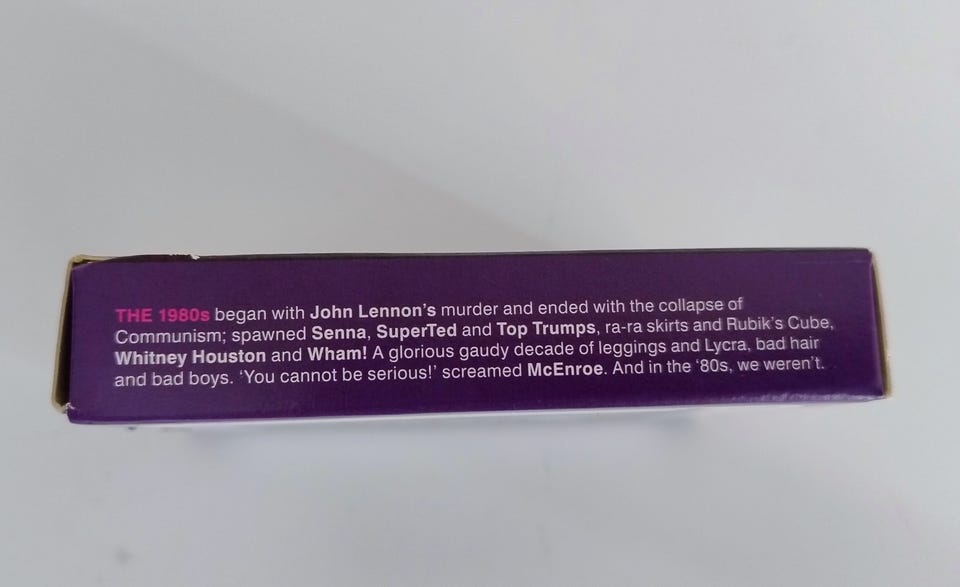 THE 1980s began with John Lennon's murder and ended with the collapse of
Communism; spawned Senna, SuperTed and Top Trumps, ra-ra skirts and Rubik's Cube,
Whitney Houston and Wham! A glorious gaudy decade of leggings and Lycra, bad hair
and bad boys. ‘You cannot be serious!’ screamed McEnroe. And in the ’80s, we weren't.